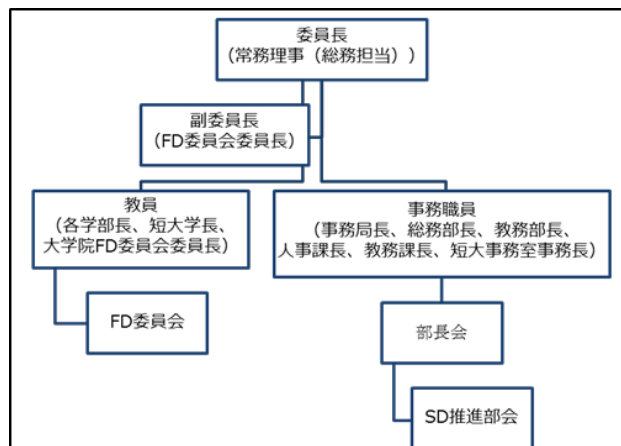 委員長
（常務理事（総務担当））
副委員長
（FD委員会委員長）
教員
（各学部長、短大学長、
大学院FD委員会委員長）
事務職員
（事務局長、総務部長、教務部長、
人事課長、教務課長、短大事務室事務長）
FD委員会
部長会
SD推進部会